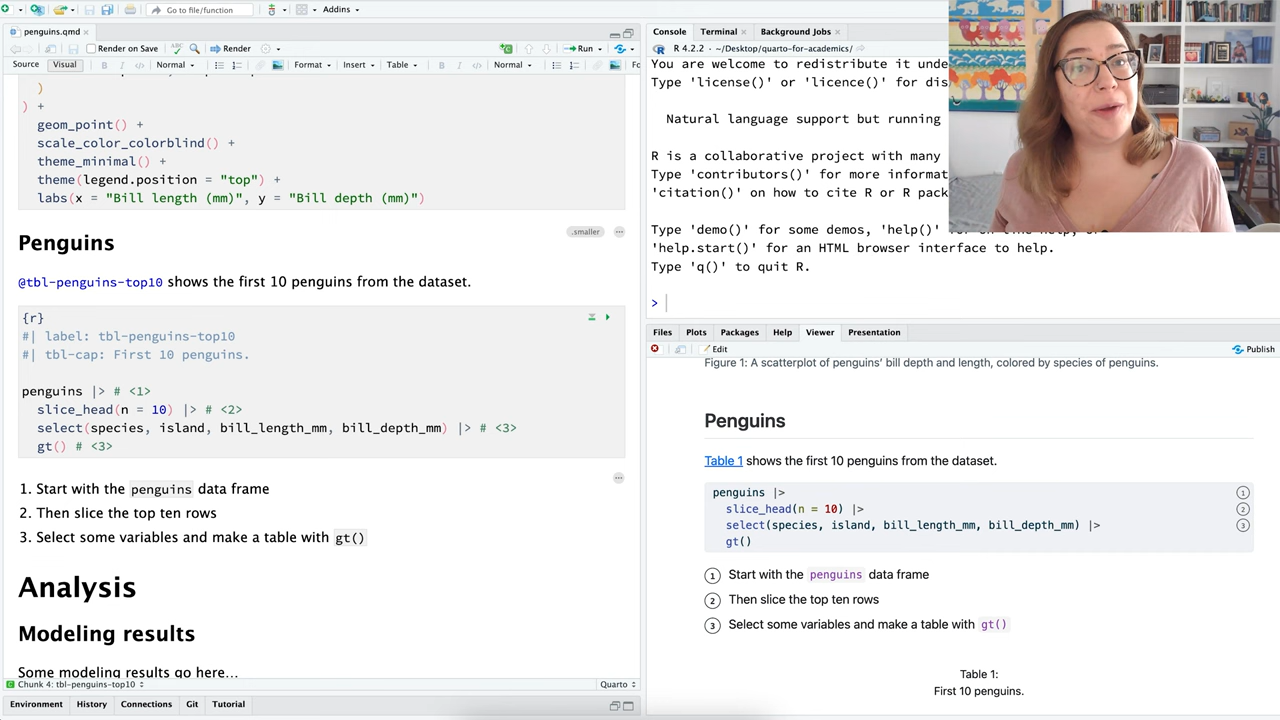 Go to file/function
Addins
penguins.qmd
Render on Save
Render
Run
Source
Visual
B
I
Normal
Format
Insert
Table
B
I
Normal
Fo
)
) +
geom_point() +
scale_color_colorblind() +
theme_minimal() +
theme(legend.position = "top") +
labs(x = "Bill length (mm)", y = "Bill depth (mm)")
Penguins
.smaller
@tbl-penguins-top10 shows the first 10 penguins from the dataset.
{r}
#| label: tbl-penguins-top10
#| tbl-cap: First 10 penguins.
penguins |> # <1>
slice_head(n = 10) |> # <2>
select(species, island, bill_length_mm, bill_depth_mm) |> # <3>
gt() # <3>
1. Start with the penguins data frame
2. Then slice the top ten rows
3. Select some variables and make a table with gt()
Analysis
Modeling results
Some modeling results go here...
Chunk 4: tbl-penguins-top10
Quarto
Environment
History
Connections
Git
Tutorial
Console
Terminal
Background Jobs
R 4.2.2 · ~/Desktop/quarto-for-academics/
You are welcome to redistribute it unde
Type 'license()' or 'licence()' for dis
Natural language support but running
R is a collaborative project with many
Type 'contributors()' for more informat
'citation()' on how to cite R or R pack
Type 'demo()' for some demos, 'help()'
'help.start()' for an HTML browser interface to help.
Type 'q()' to quit R.
>
Files
Plots
Packages
Help
Viewer
Presentation
Edit
Publish
Figure 1: A scatterplot of penguins' bill depth and length, colored by species of penguins.
Penguins
Table 1 shows the first 10 penguins from the dataset.
penguins |>
1
slice_head(n = 10) |>
2
select(species, island, bill_length_mm, bill_depth_mm) |>
3
gt()
1 Start with the penguins data frame
2 Then slice the top ten rows
3 Select some variables and make a table with gt()
Table 1:
First 10 penguins.